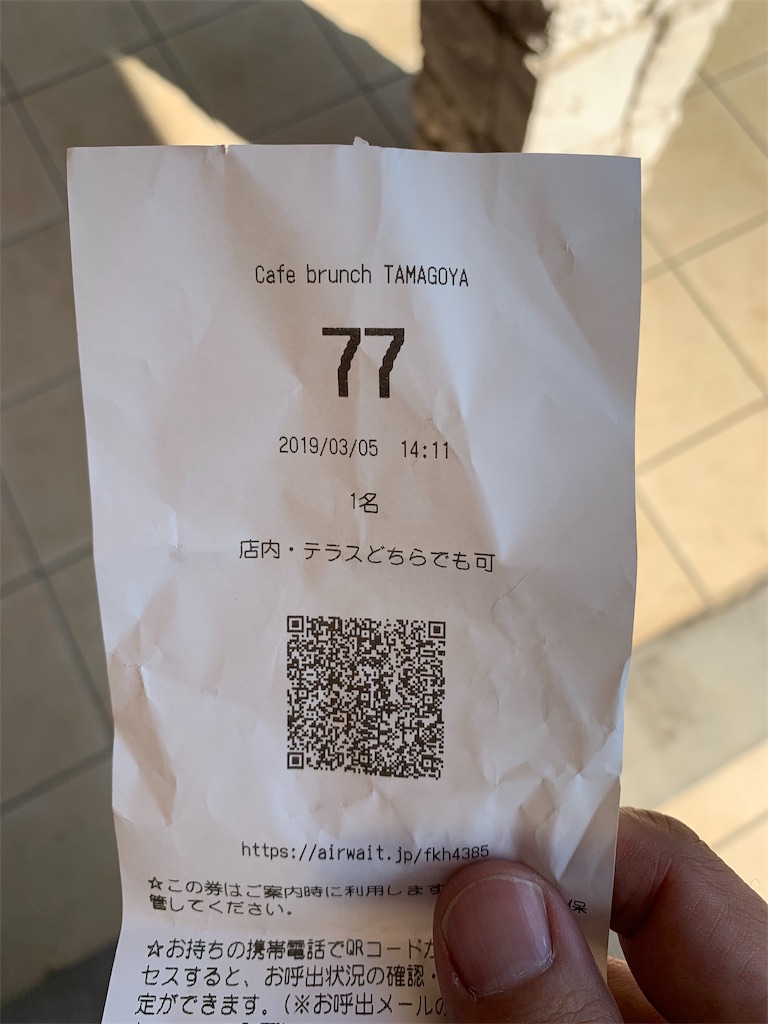 Cafe brunch TAMAGOYA
77
2019/03/05 14:11
1名
店内・テラスどちらでも可
https://airwait.jp/fkh4385
☆この券はご案内時に利用します 保
管してください。
☆お持ちの携帯電話でQRコードか
セスすると、お呼出状況の確認・
定ができます。(※お呼出メールの